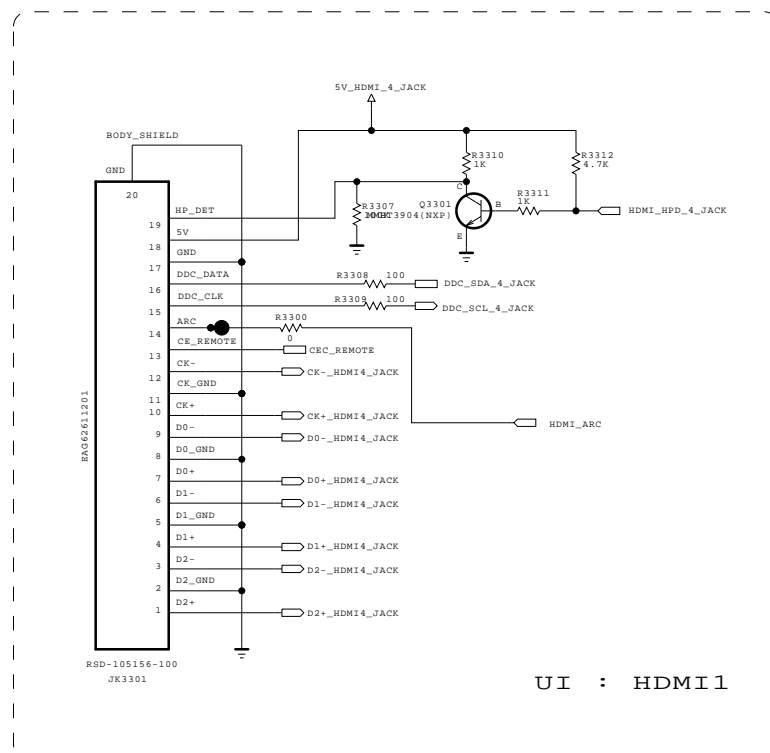 5V_HDMI_4_JACK
BODY_SHIELD
GND
20
R3310
1K
R3312
4.7K
C
Q3301
MMBT3904(NXP)
B
E
R3311
1K
HDMI_HPD_4_JACK
R3307
HP_DET
19
5V
18
GND
17
DDC_DATA
16
R3308 100
DDC_SDA_4_JACK
DDC_CLK
15
R3309 100
DDC_SCL_4_JACK
ARC
14
R3300
0
HDMI_ARC
CE_REMOTE
13
CEC_REMOTE
CK-
12
CK-_HDMI4_JACK
CK_GND
11
CK+
10
CK+_HDMI4_JACK
D0-
9
D0-_HDMI4_JACK
D0_GND
8
D0+
7
D0+_HDMI4_JACK
D1-
6
D1-_HDMI4_JACK
D1_GND
5
D1+
4
D1+_HDMI4_JACK
D2-
3
D2-_HDMI4_JACK
D2_GND
2
D2+
1
D2+_HDMI4_JACK
EAG62611201
RSD-105156-100
JK3301
UI : HDMI1